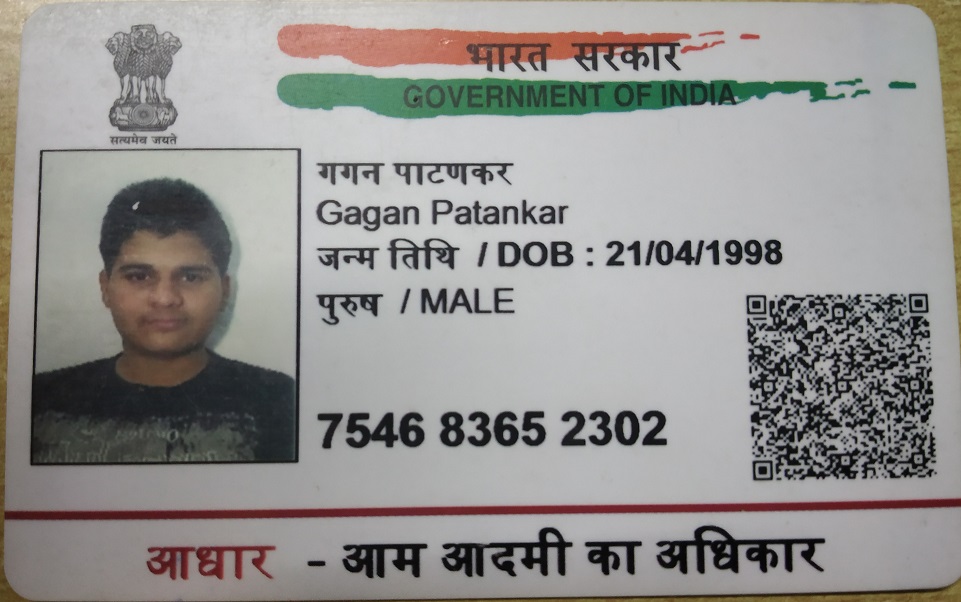 भारत सरकार
GOVERNMENT OF INDIA
सत्यमेव जयते
गगन पाटणकर
Gagan Patankar
जन्म तिथि / DOB : 21/04/1998
पुरुष / MALE
7546 8365 2302
आधार - आम आदमी का अधिकार